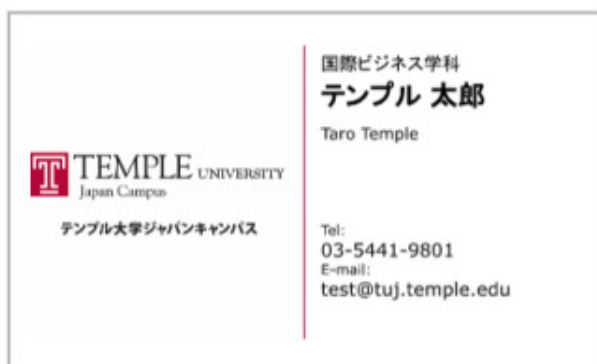 TEMPLE UNIVERSITY
Japan Campus
テンプル大学ジャパンキャンパス
国際ビジネス学科
テンプル 太郎
Taro Temple
Tel:
03-5441-9801
E-mail:
test@tuj.temple.edu